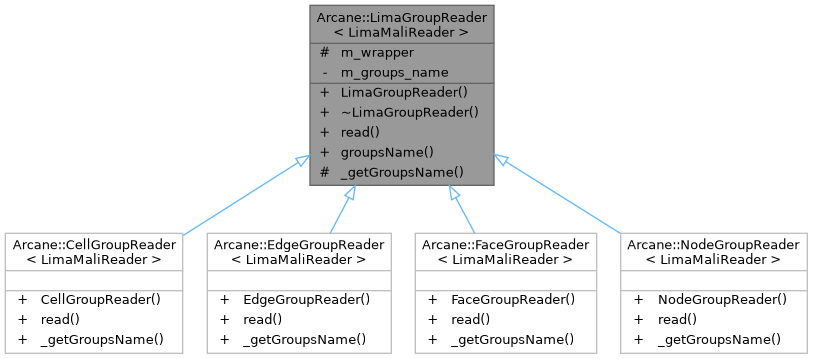 Arcane::LimaGroupReader
< LimaMaliReader >
# m_wrapper
- m_groups_name
+ LimaGroupReader()
+ ~LimaGroupReader()
+ read()
+ groupsName()
# _getGroupsName()
Arcane::CellGroupReader
< LimaMaliReader >
+ CellGroupReader()
+ read()
+ _getGroupsName()
Arcane::EdgeGroupReader
< LimaMaliReader >
+ EdgeGroupReader()
+ read()
+ _getGroupsName()
Arcane::FaceGroupReader
< LimaMaliReader >
+ FaceGroupReader()
+ read()
+ _getGroupsName()
Arcane::NodeGroupReader
< LimaMaliReader >
+ NodeGroupReader()
+ read()
+ _getGroupsName()